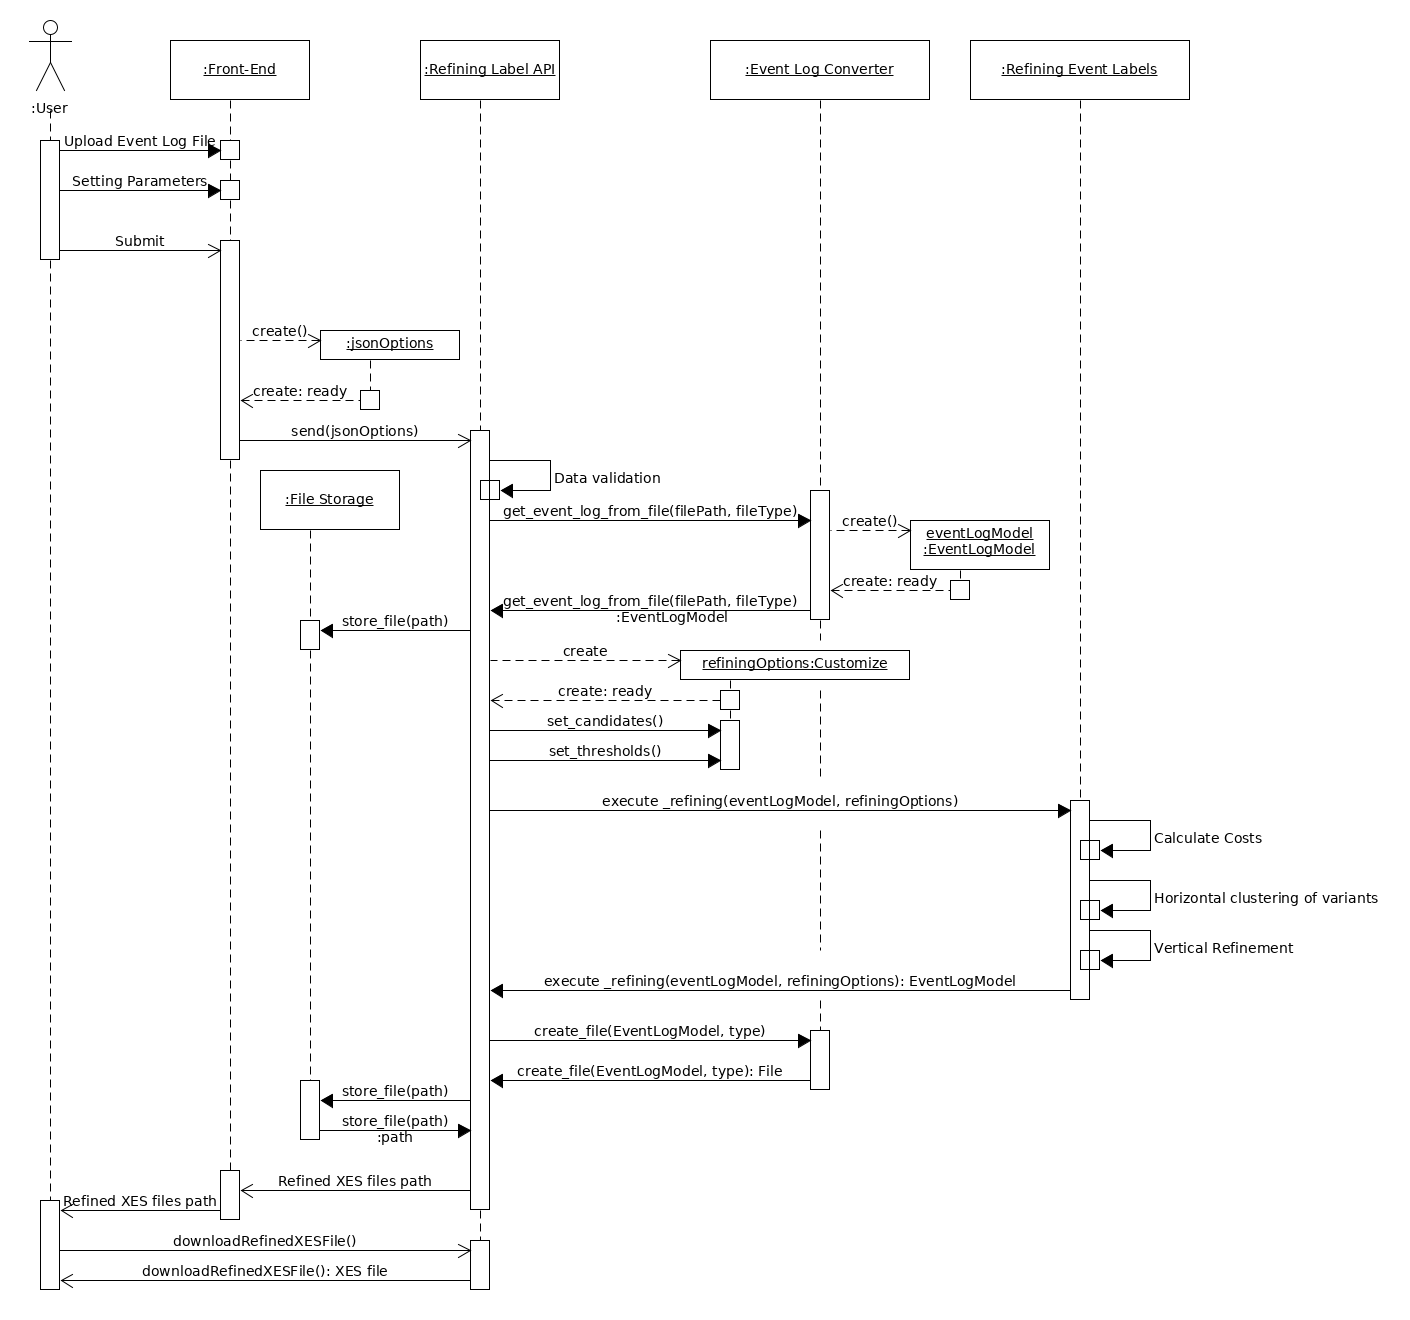 :Front-End
:Refining Label API
:Event Log Converter
:Refining Event Labels
:User
Upload Event Log File
Setting Parameters
Submit
create()
:jsonOptions
create: ready
send(jsonOptions)
Data validation
:File Storage
get_event_log_from_file(filePath, fileType)
create()
eventLogModel
:EventLogModel
create: ready
get_event_log_from_file(filePath, fileType)
:EventLogModel
store_file(path)
create
refiningOptions:Customize
create: ready
set_candidates()
set_thresholds()
execute _refining(eventLogModel, refiningOptions)
Calculate Costs
Horizontal clustering of variants
Vertical Refinement
execute _refining(eventLogModel, refiningOptions): EventLogModel
create_file(EventLogModel, type)
create_file(EventLogModel, type): File
store_file(path)
store_file(path)
:path
Refined XES files path
Refined XES files path
downloadRefinedXESFile()
downloadRefinedXESFile(): XES file